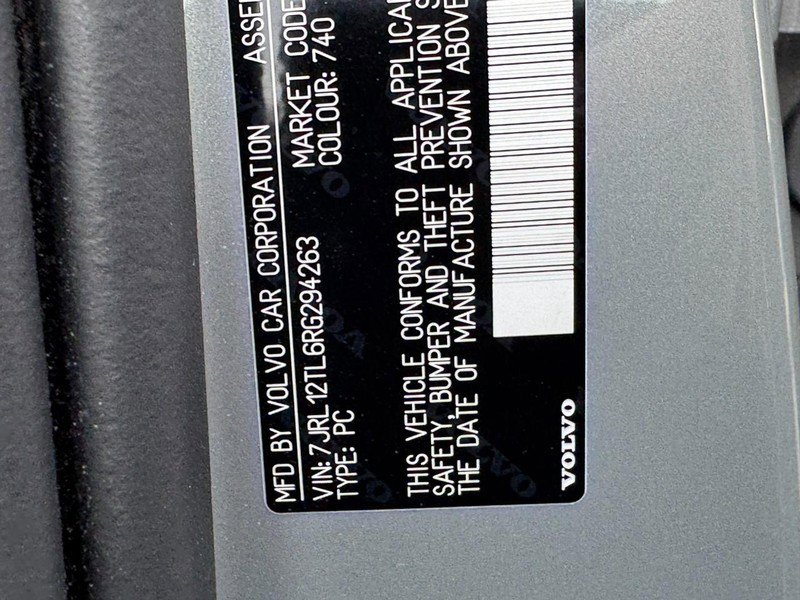 MFD BY VOLVO CAR CORPORATION ASSE
VIN: 7JRL12TL6RG294263 MARKET CODE
TYPE: PC COLOUR: 740
THIS VEHICLE CONFORMS TO ALL APPLICA
SAFETY, BUMPER AND THEFT PREVENTION S
THE DATE OF MANUFACTURE SHOWN ABOVE
VOLVO